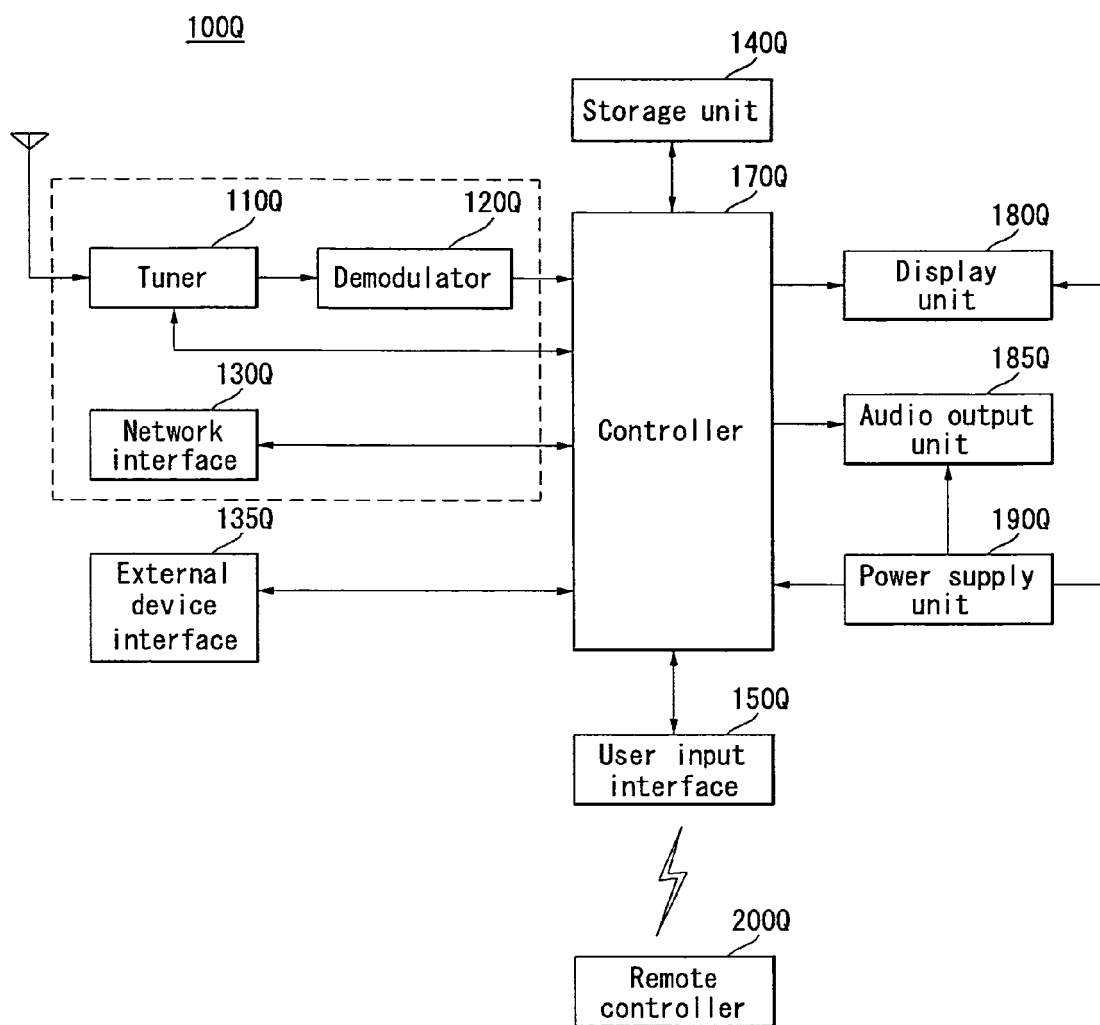 100Q
140Q
Storage unit
170Q
110Q
Tuner
120Q
Demodulator
180Q
Display
unit
130Q
Network
interface
Controller
185Q
Audio output
unit
135Q
External
device
interface
190Q
Power supply
unit
150Q
User input
interface
200Q
Remote
controller